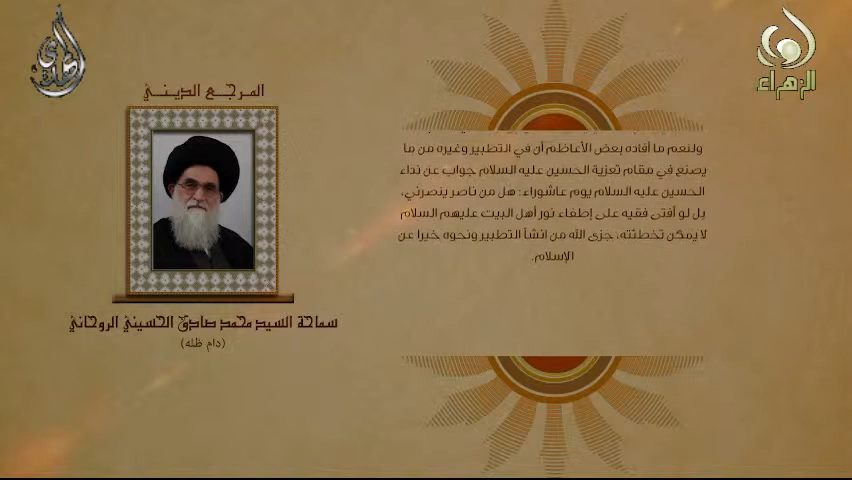 الزهراء
المرجع الديني
ولنعم ما أفاده بعض الأعاظم أن في التطبير وغيره من ما
يصنع في مقام تعزية الحسين عليه السلام جواب عن نداء
الحسين عليه السلام يوم عاشوراء: هل من ناصر ينصرني،
بل لو أفتى فقيه على إطفاء نور أهل البيت عليهم السلام
لا يمكن تخطئته، جزى الله من انشأ التطبير ونحوه خيرا عن
الإسلام.
سماحة السيد محمد صادق الحسيني الروحاني
(دام ظله)